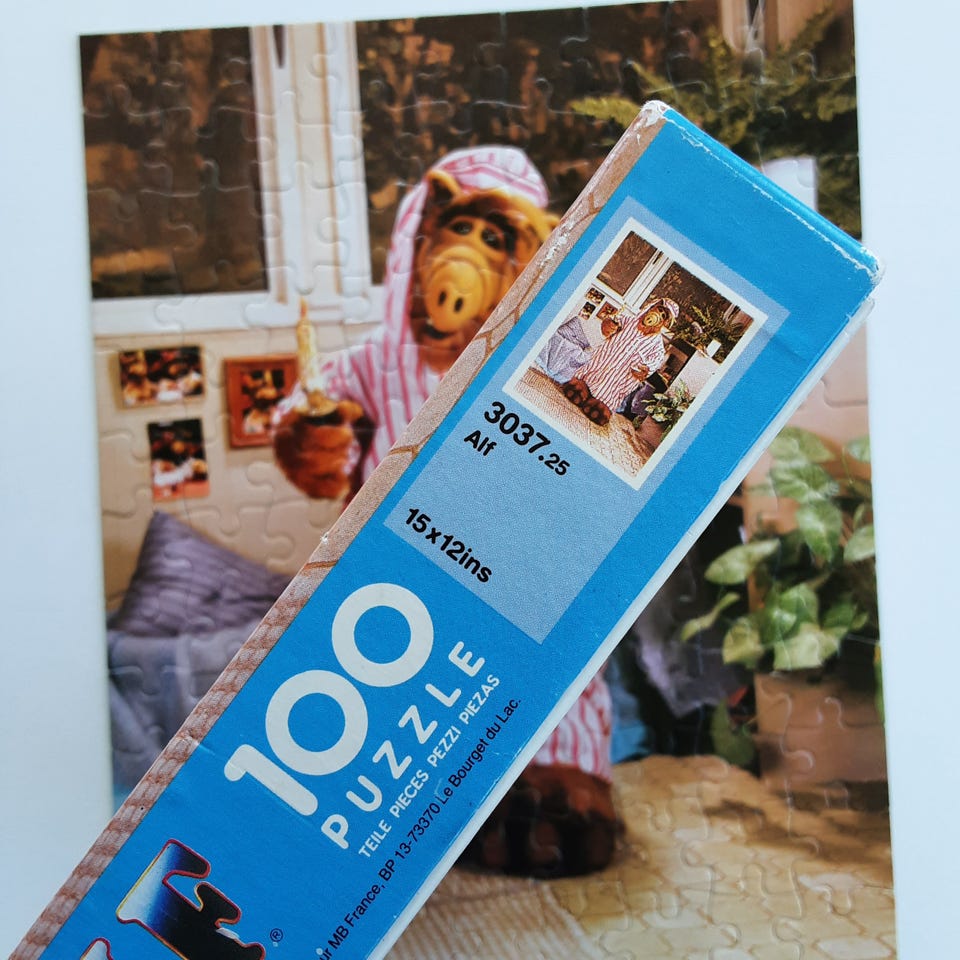 3037.25
Alf
15x12ins
100
PUZZLE
TEILE PIECES PEZZI PIEZAS
MB France, BP 13-73370 Le Bourget du Lac.
®